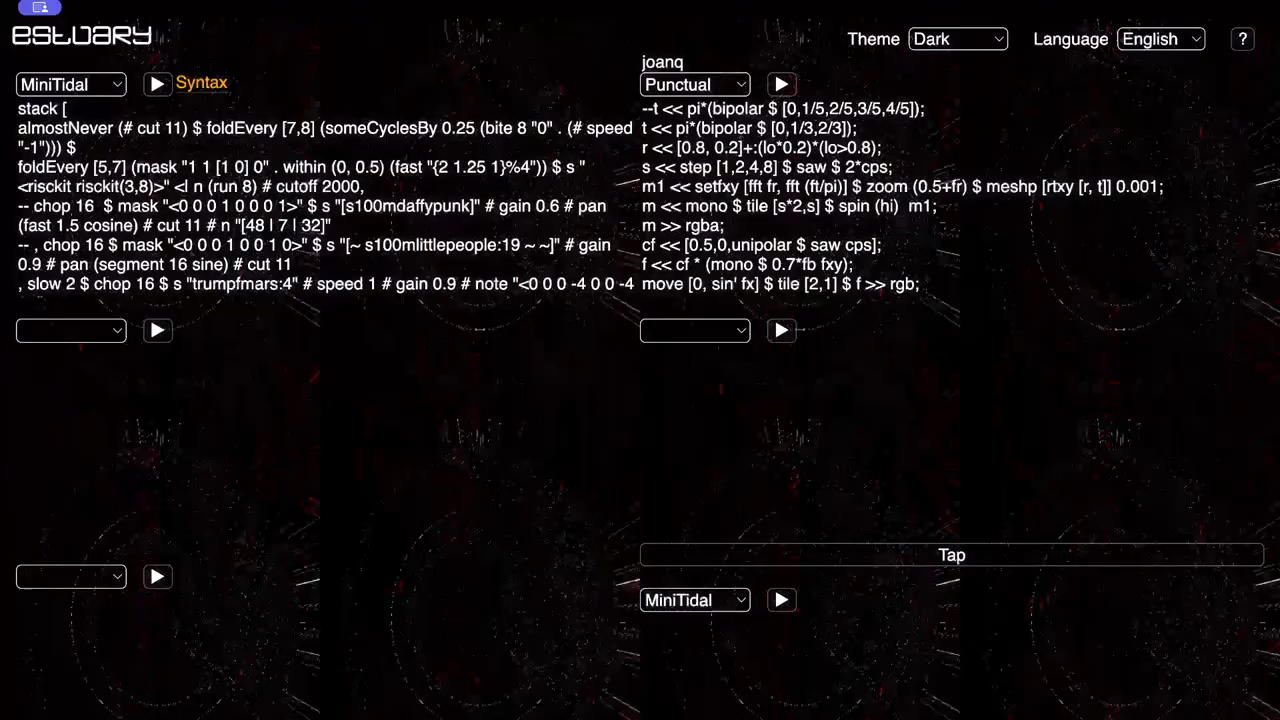 estuary
Theme Dark Language English ?
MiniTidal Syntax
stack [
almostNever (# cut 11) $ foldEvery [7,8] (someCyclesBy 0.25 (bite 8 "0" . (# speed
"-1"))) $
foldEvery [5,7] (mask "1 1 [1 0] 0" . within (0, 0.5) (fast "{2 1.25 1}%4")) $ s "
<risckit risckit(3,8)>" <| n (run 8) # cutoff 2000,
-- chop 16  $ mask "<0 0 0 1 0 0 0 1>" $ s "[s100mdaffypunk]" # gain 0.6 # pan
(fast 1.5 cosine) # cut 11 # n "[48 | 7 | 32]"
-- , chop 16 $ mask "<0 0 0 1 0 0 1 0>" $ s "[~ s100mlittlepeople:19 ~ ~]" # gain
0.9 # pan (segment 16 sine) # cut 11
, slow 2 $ chop 16 $ s "trumpfmars:4" # speed 1 # gain 0.9 # note "<0 0 0 -4 0 0 -4
joanq
Punctual
--t << pi*(bipolar $ [0,1/5,2/5,3/5,4/5]);
t << pi*(bipolar $ [0,1/3,2/3]);
r << [0.8, 0.2]+:(lo*0.2)*(lo>0.8);
s << step [1,2,4,8] $ saw $ 2*cps;
m1 << setfxy [fft fr, fft (ft/pi)] $ zoom (0.5+fr) $ meshp [rtxy [r, t]] 0.001;
m << mono $ tile [s*2,s] $ spin (hi)  m1;
m >> rgba;
cf << [0.5,0,unipolar $ saw cps];
f << cf * (mono $ 0.7*fb fxy);
move [0, sin' fx] $ tile [2,1] $ f >> rgb;
Tap
MiniTidal